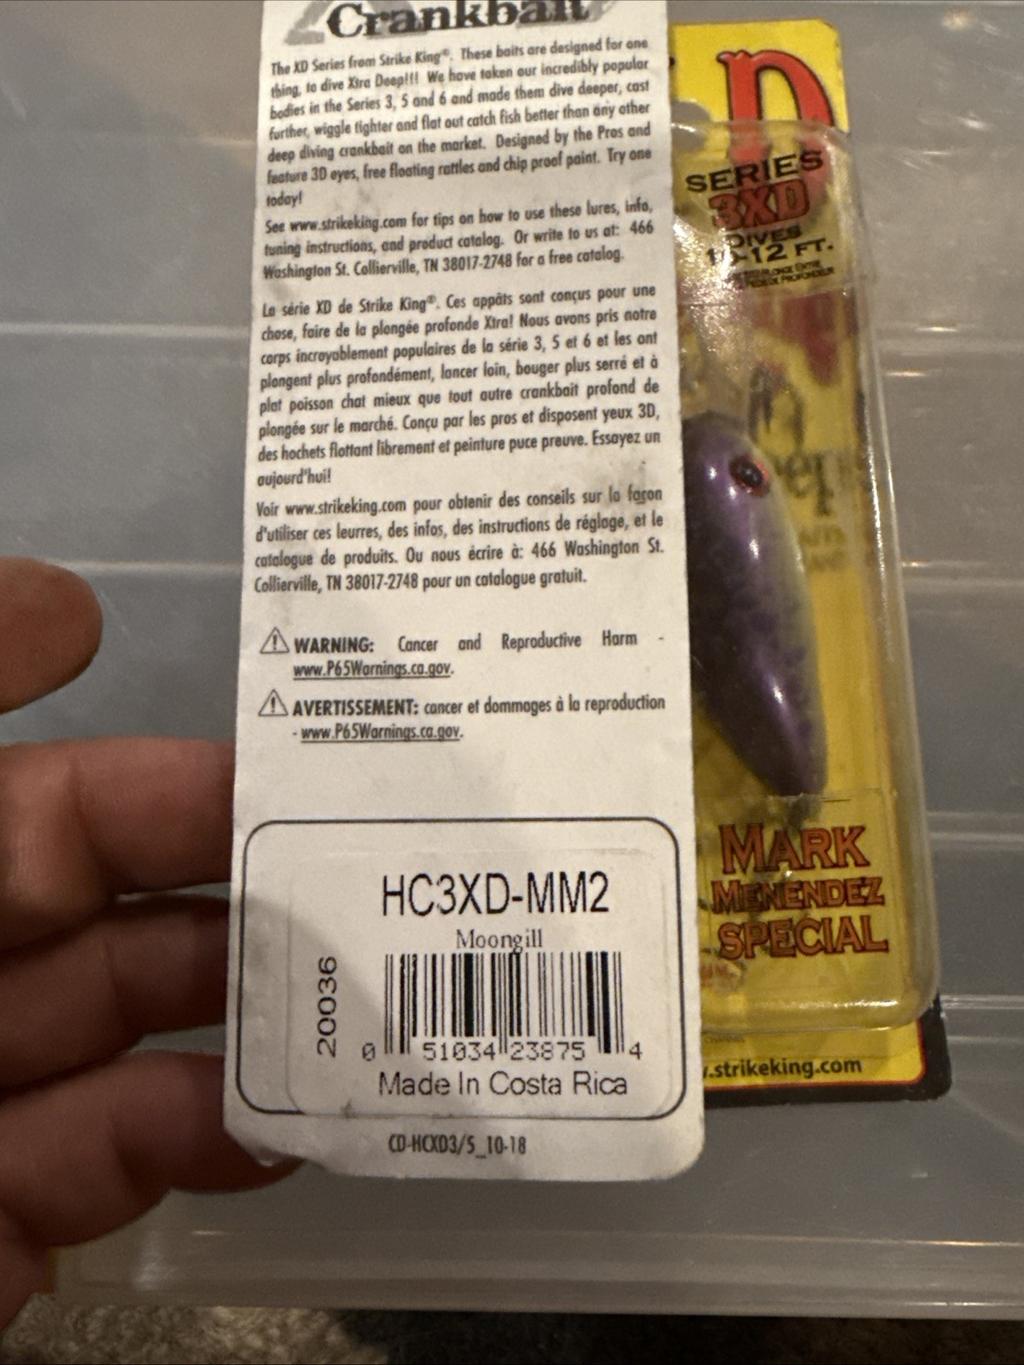 Crankbait
The XD Series from Strike King®. These baits are designed for one
thing, to dive Xtra Deep!!! We have taken our incredibly popular
bodies in the Series 3, 5 and 6 and made them dive deeper, cast
further, wiggle tighter and flat out catch fish better than any other
deep diving crankbait on the market. Designed by the Pros and
feature 3D eyes, free floating rattles and chip proof paint. Try one
today!
See www.strikeking.com for tips on how to use these lures, info,
tuning instructions, and product catalog. Or write to us at: 466
Washington St. Collierville, TN 38017-2748 for a free catalog.
La série XD de Strike King®. Ces appâts sont conçus pour une
chose, faire de la plongée profonde Xtra! Nous avons pris notre
corps incroyablement populaires de la série 3, 5 et 6 et les ont
plongent plus profondément, lancer loin, bouger plus serré et à
plat poisson chat mieux que tout autre crankbait profond de
plongée sur le marché. Conçu par les pros et disposent yeux 3D,
des hochets flottant librement et peinture puce preuve. Essayez un
aujourd'hui!
Voir www.strikeking.com pour obtenir des conseils sur la façon
d'utiliser ces leurres, des infos, des instructions de réglage, et le
catalogue de produits. Ou nous écrire à: 466 Washington St.
Collierville, TN 38017-2748 pour un catalogue gratuit.
WARNING: Cancer and Reproductive Harm -
www.P65Warnings.ca.gov.
AVERTISSEMENT: cancer et dommages à la reproduction
- www.P65Warnings.ca.gov.
HC3XD-MM2
Moongill
20036
0 51034 23875 4
Made In Costa Rica
CD-HCXD3/5_10-18
D
SERIES
3XD
DIVES
10-12 FT.
MARK
MENENDEZ
SPECIAL
.strikeking.com